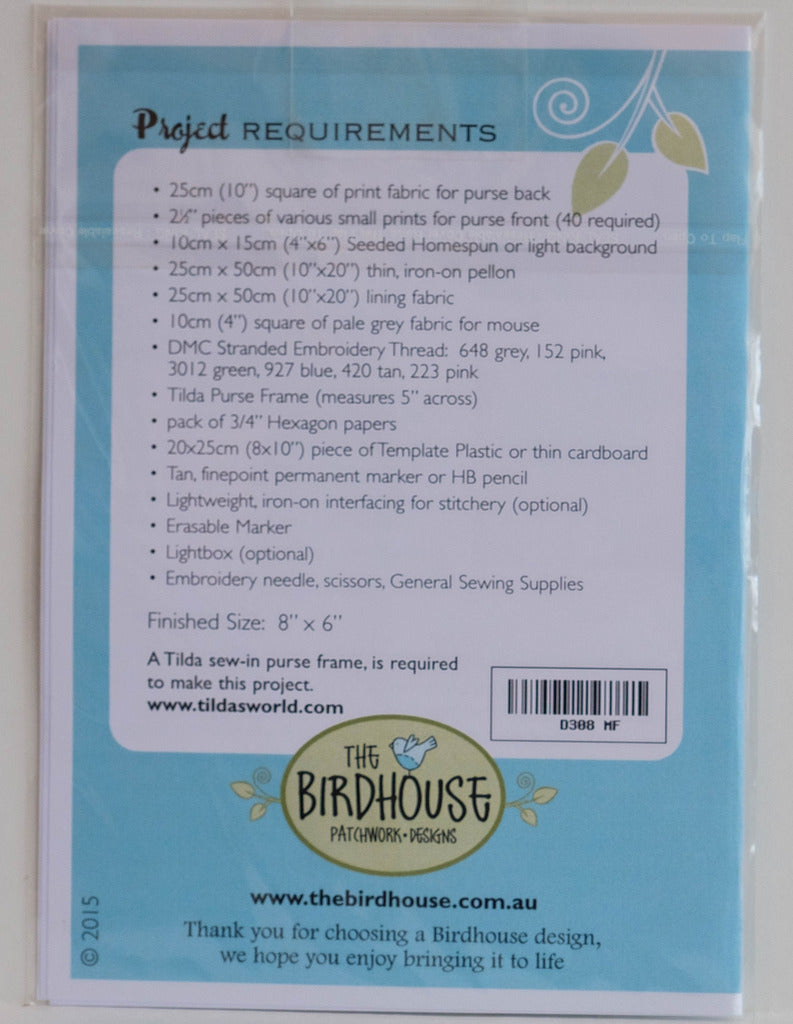 Project REQUIREMENTS
• 25cm (10") square of print fabric for purse back
• 2½" pieces of various small prints for purse front (40 required)
• 10cm x 15cm (4"x6") Seeded Homespun or light background
• 25cm x 50cm (10"x20") thin, iron-on pellon
• 25cm x 50cm (10"x20") lining fabric
• 10cm (4") square of pale grey fabric for mouse
• DMC Stranded Embroidery Thread: 648 grey, 152 pink,
3012 green, 927 blue, 420 tan, 223 pink
• Tilda Purse Frame (measures 5" across)
• pack of 3/4" Hexagon papers
• 20x25cm (8x10") piece of Template Plastic or thin cardboard
• Tan, finepoint permanent marker or HB pencil
• Lightweight, iron-on interfacing for stitchery (optional)
• Erasable Marker
• Lightbox (optional)
• Embroidery needle, scissors, General Sewing Supplies
Finished Size: 8" x 6"
A Tilda sew-in purse frame, is required
to make this project.
www.tildasworld.com
D308 MF
THE
BIRDHOUSE
PATCHWORK • DESIGNS
www.thebirdhouse.com.au
© 2015
Thank you for choosing a Birdhouse design,
we hope you enjoy bringing it to life